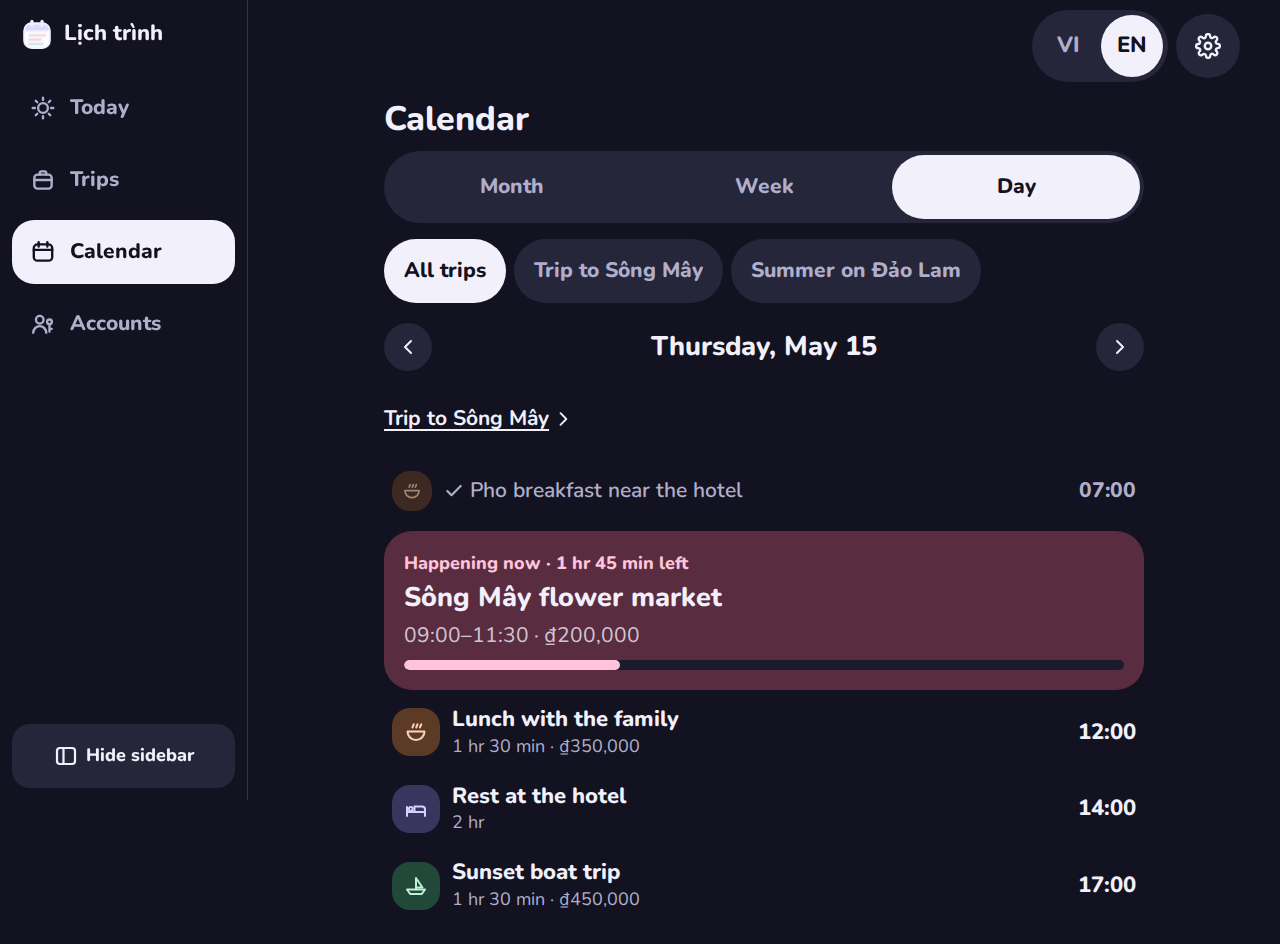 Lịch trình
Today
Trips
Calendar
Accounts
Hide sidebar
VI
EN
Calendar
Month
Week
Day
All trips
Trip to Sông Mây
Summer on Đảo Lam
Thursday, May 15
Trip to Sông Mây
Pho breakfast near the hotel
07:00
Happening now · 1 hr 45 min left
Sông Mây flower market
09:00–11:30 · ₫200,000
Lunch with the family
1 hr 30 min · ₫350,000
12:00
Rest at the hotel
2 hr
14:00
Sunset boat trip
1 hr 30 min · ₫450,000
17:00